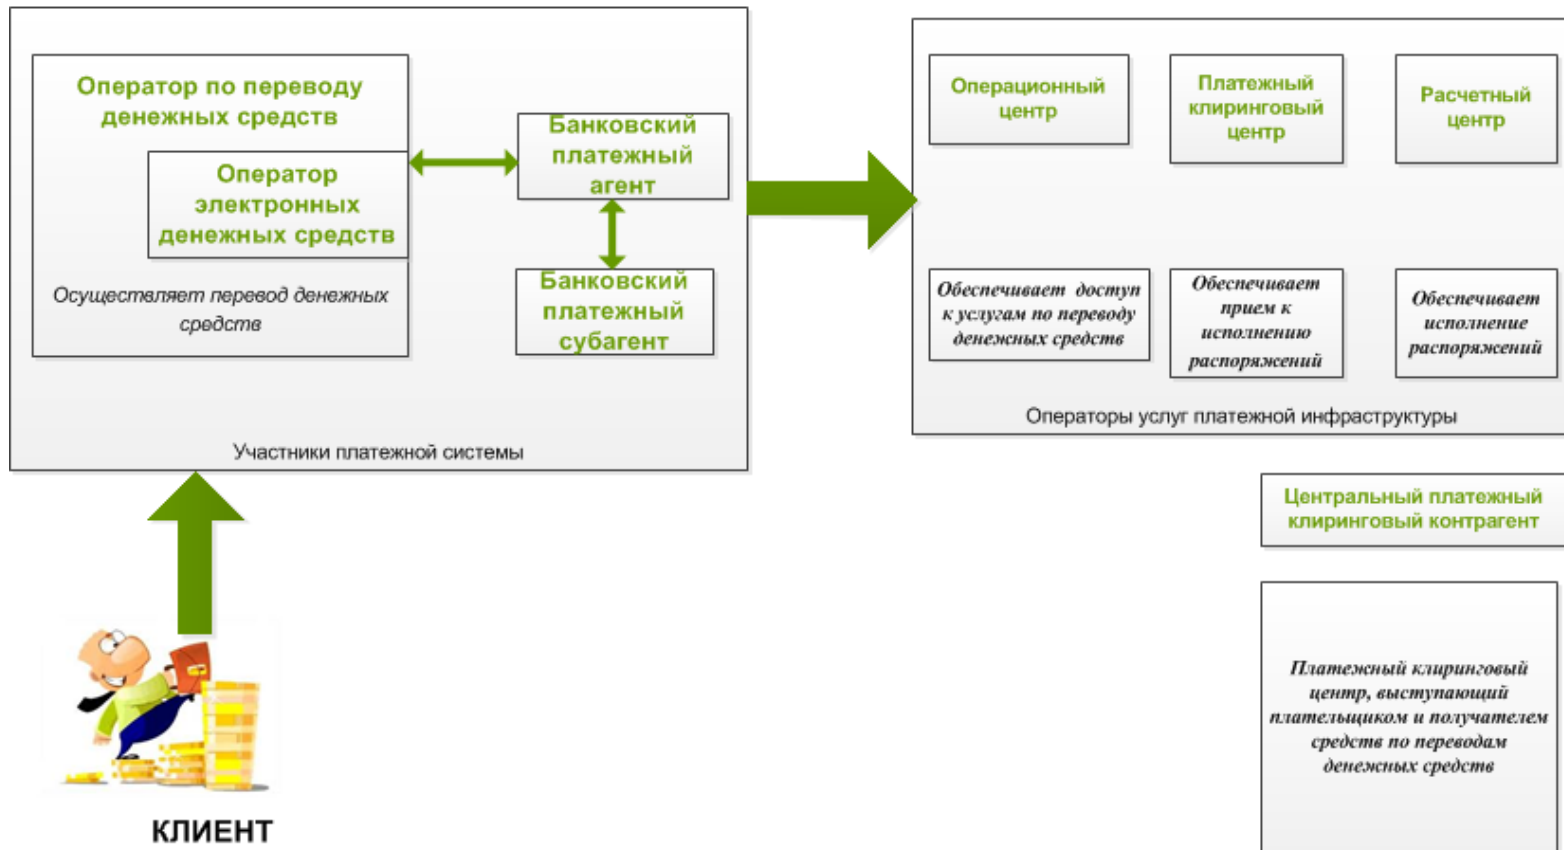 Оператор по переводу
денежных средств
Оператор
электронных
денежных средств
Осуществляет перевод денежных
средств
Банковский
платежный
агент
Банковский
платежный
субагент
Участники платежной системы
Операционный
центр
Платежный
клиринговый
центр
Расчетный
центр
Обеспечивает доступ
к услугам по переводу
денежных средств
Обеспечивает
прием к
исполнению
распоряжений
Обеспечивает
исполнение
распоряжений
Операторы услуг платежной инфраструктуры
Центральный платежный
клиринговый контрагент
Платежный клиринговый
центр, выступающий
плательщиком и получателем
средств по переводам
денежных средств
КЛИЕНТ